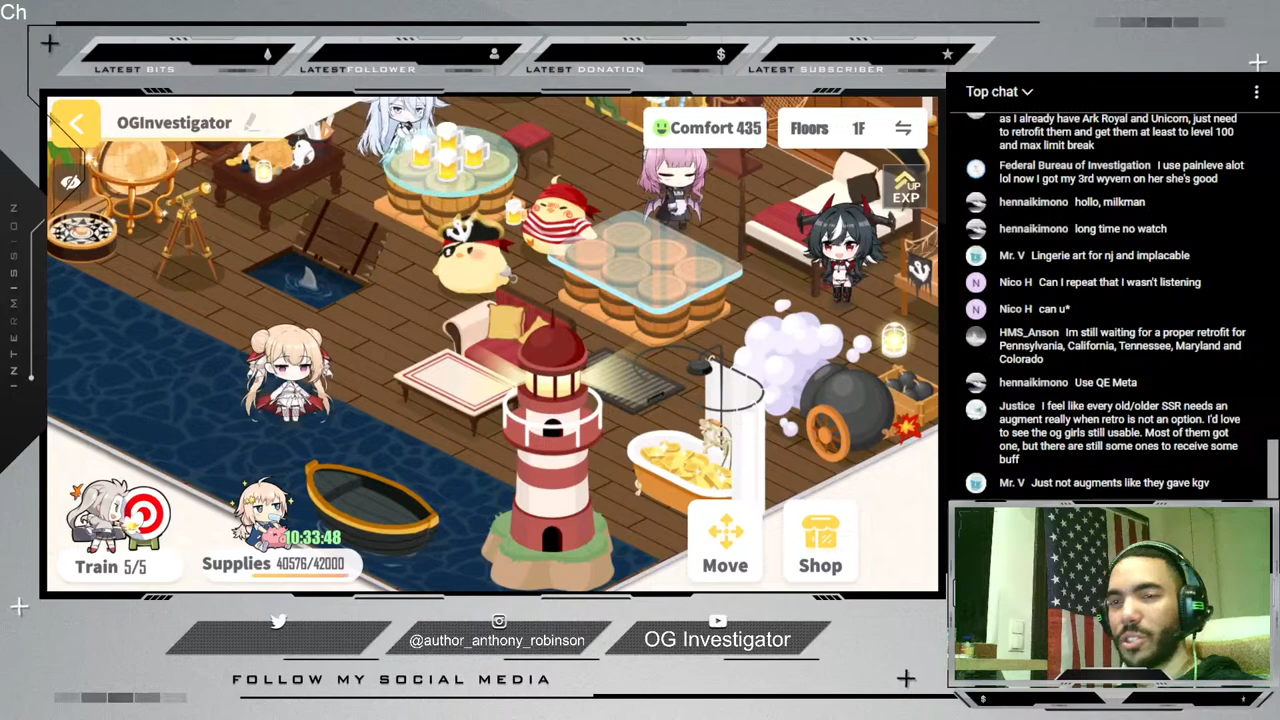 Ch
LATEST BITS
LATEST FOLLOWER
LATEST DONATION
$
LATEST SUBSCRIBER
INTERMISSION
OGInvestigator
Comfort 435
Floors 1F
UP
EXP
Train 5/5
10:33:48
Supplies 40576/42000
Move
Shop
Top chat
as I already have Ark Royal and Unicorn, just
need to retrofit them and get them at least to level 100
and max limit break
Federal Bureau of Investigation I use painleve alot
lol now I got my 3rd wyvern on her she's good
hennaikimono hollo, milkman
hennaikimono long time no watch
Mr. V Lingerie art for nj and implacable
N
Nico H Can I repeat that I wasn't listening
N
Nico H can u*
HMS_Anson Im still waiting for a proper retrofit for
Pennsylvania, California, Tennessee, Maryland and
Colorado
hennaikimono Use QE Meta
Justice I feel like every old/older SSR needs an
augment really when retro is not an option. I'd love
to see the og girls still usable. Most of them got
one, but there are still some ones to receive some
buff
Mr. V Just not augments like they gave kgv
@author_anthony_robinson
OG Investigator
FOLLOW MY SOCIAL MEDIA
$